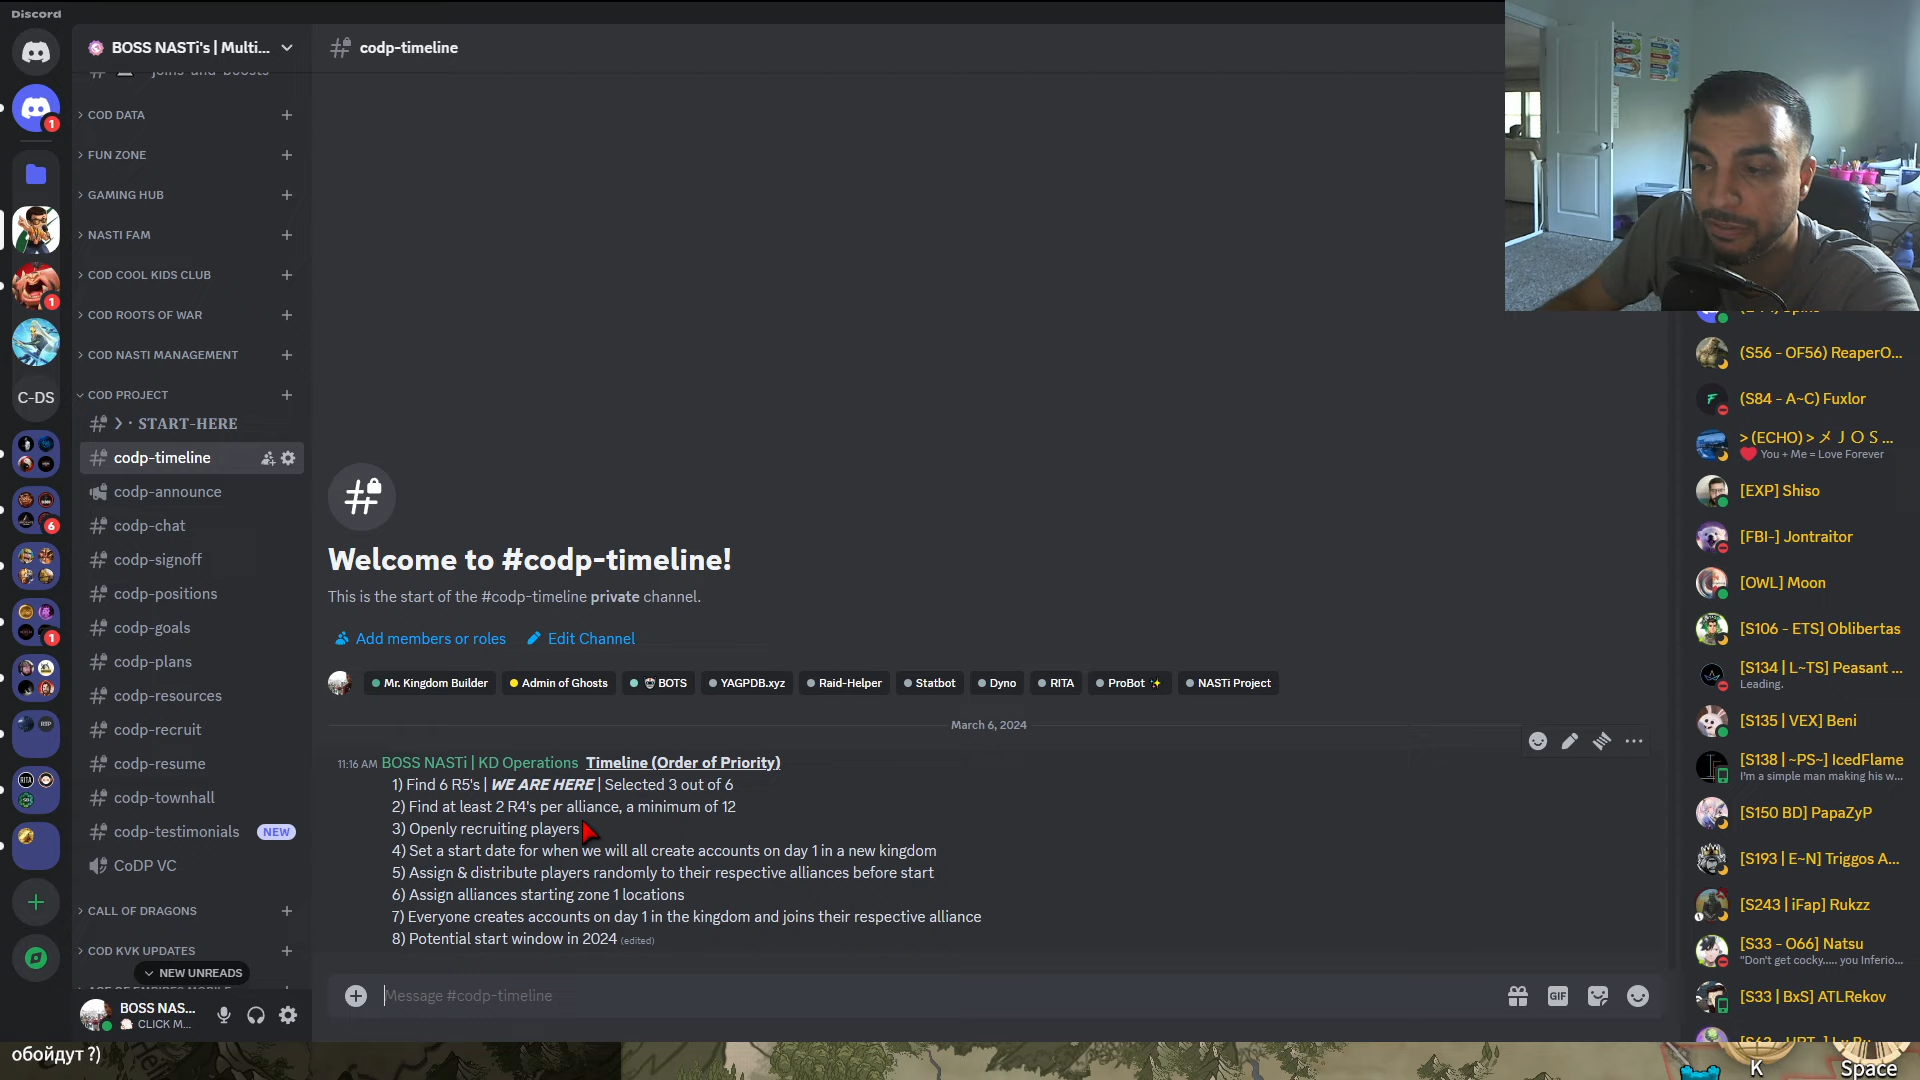 Discord
BOSS NASTi's | Multi...
codp-timeline
joins-and-boosts
COD DATA
FUN ZONE
GAMING HUB
NASTI FAM
COD COOL KIDS CLUB
COD ROOTS OF WAR
COD NASTI MANAGEMENT
COD PROJECT
START-HERE
codp-timeline
codp-announce
codp-chat
codp-signoff
codp-positions
codp-goals
codp-plans
codp-resources
codp-recruit
codp-resume
codp-townhall
codp-testimonials NEW
CoDP VC
CALL OF DRAGONS
COD KVK UPDATES
NEW UNREADS
BOSS NAS...
CLICK M...
1
1
C-DS
6
1
Welcome to #codp-timeline!
This is the start of the #codp-timeline private channel.
Add members or roles
Edit Channel
Mr. Kingdom Builder
Admin of Ghosts
BOTS
YAGPDB.xyz
Raid-Helper
Statbot
Dyno
RITA
ProBot
NASTi Project
March 6, 2024
11:16 AM BOSS NASTi | KD Operations Timeline (Order of Priority)
1) Find 6 R5's | WE ARE HERE | Selected 3 out of 6
2) Find at least 2 R4's per alliance, a minimum of 12
3) Openly recruiting players
4) Set a start date for when we will all create accounts on day 1 in a new kingdom
5) Assign & distribute players randomly to their respective alliances before start
6) Assign alliances starting zone 1 locations
7) Everyone creates accounts on day 1 in the kingdom and joins their respective alliance
8) Potential start window in 2024 (edited)
Message #codp-timeline
GIF
(S56 - OF56) ReaperO...
(S84 - A~C) Fuxlor
> (ECHO) > メ J O S ...
You + Me = Love Forever
[EXP] Shiso
[FBI-] Jontraitor
[OWL] Moon
[S106 - ETS] Oblibertas
[S134 | L~TS] Peasant ...
Leading.
[S135 | VEX] Beni
[S138 | ~PS~] IcedFlame
I'm a simple man making his w...
[S150 BD] PapaZyP
[S193 | E~N] Triggos A...
[S243 | iFap] Rukzz
[S33 - O66] Natsu
"Don't get cocky..... you Inferio...
[S33 | BxS] ATLRekov
обойдут ?)
K
Space